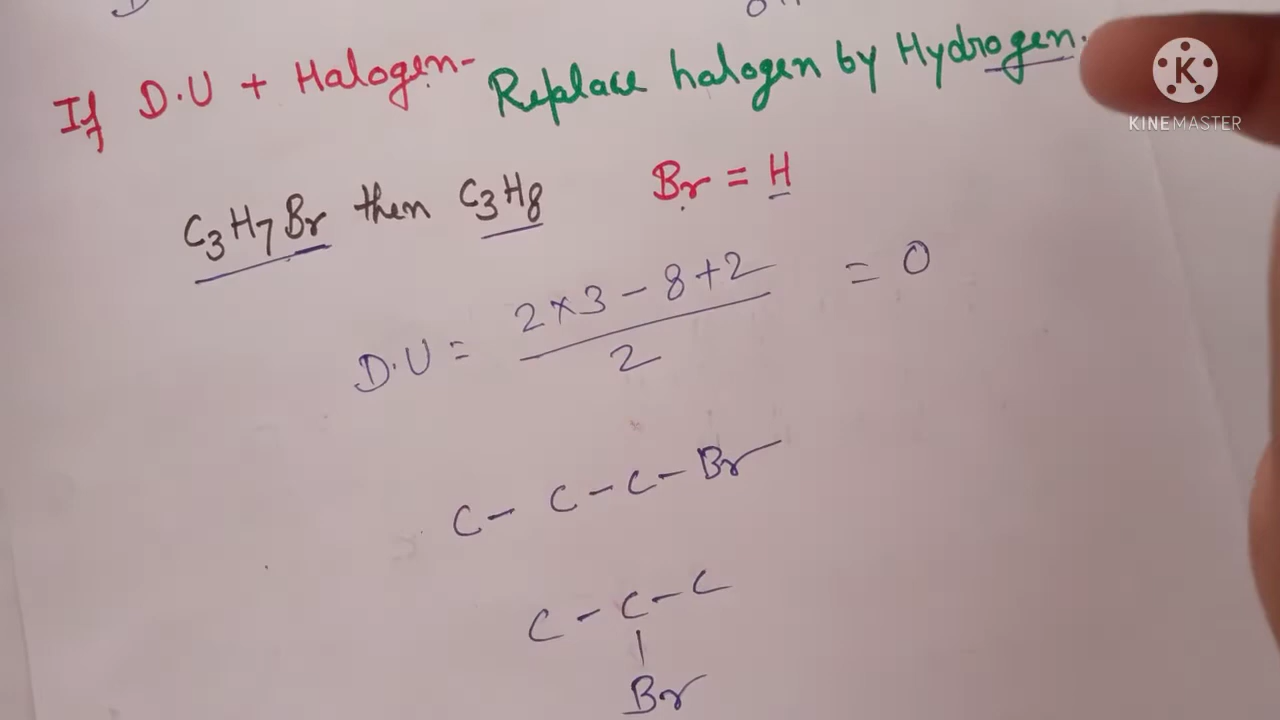 If D.U + Halogen- Replace halogen by Hydrogen.
K
KINEMASTER
C3H7Br then C3H8 Br = H
D.U = 2×3-8+2 / 2 = 0
C - C - C - Br
C - C - C
|
Br